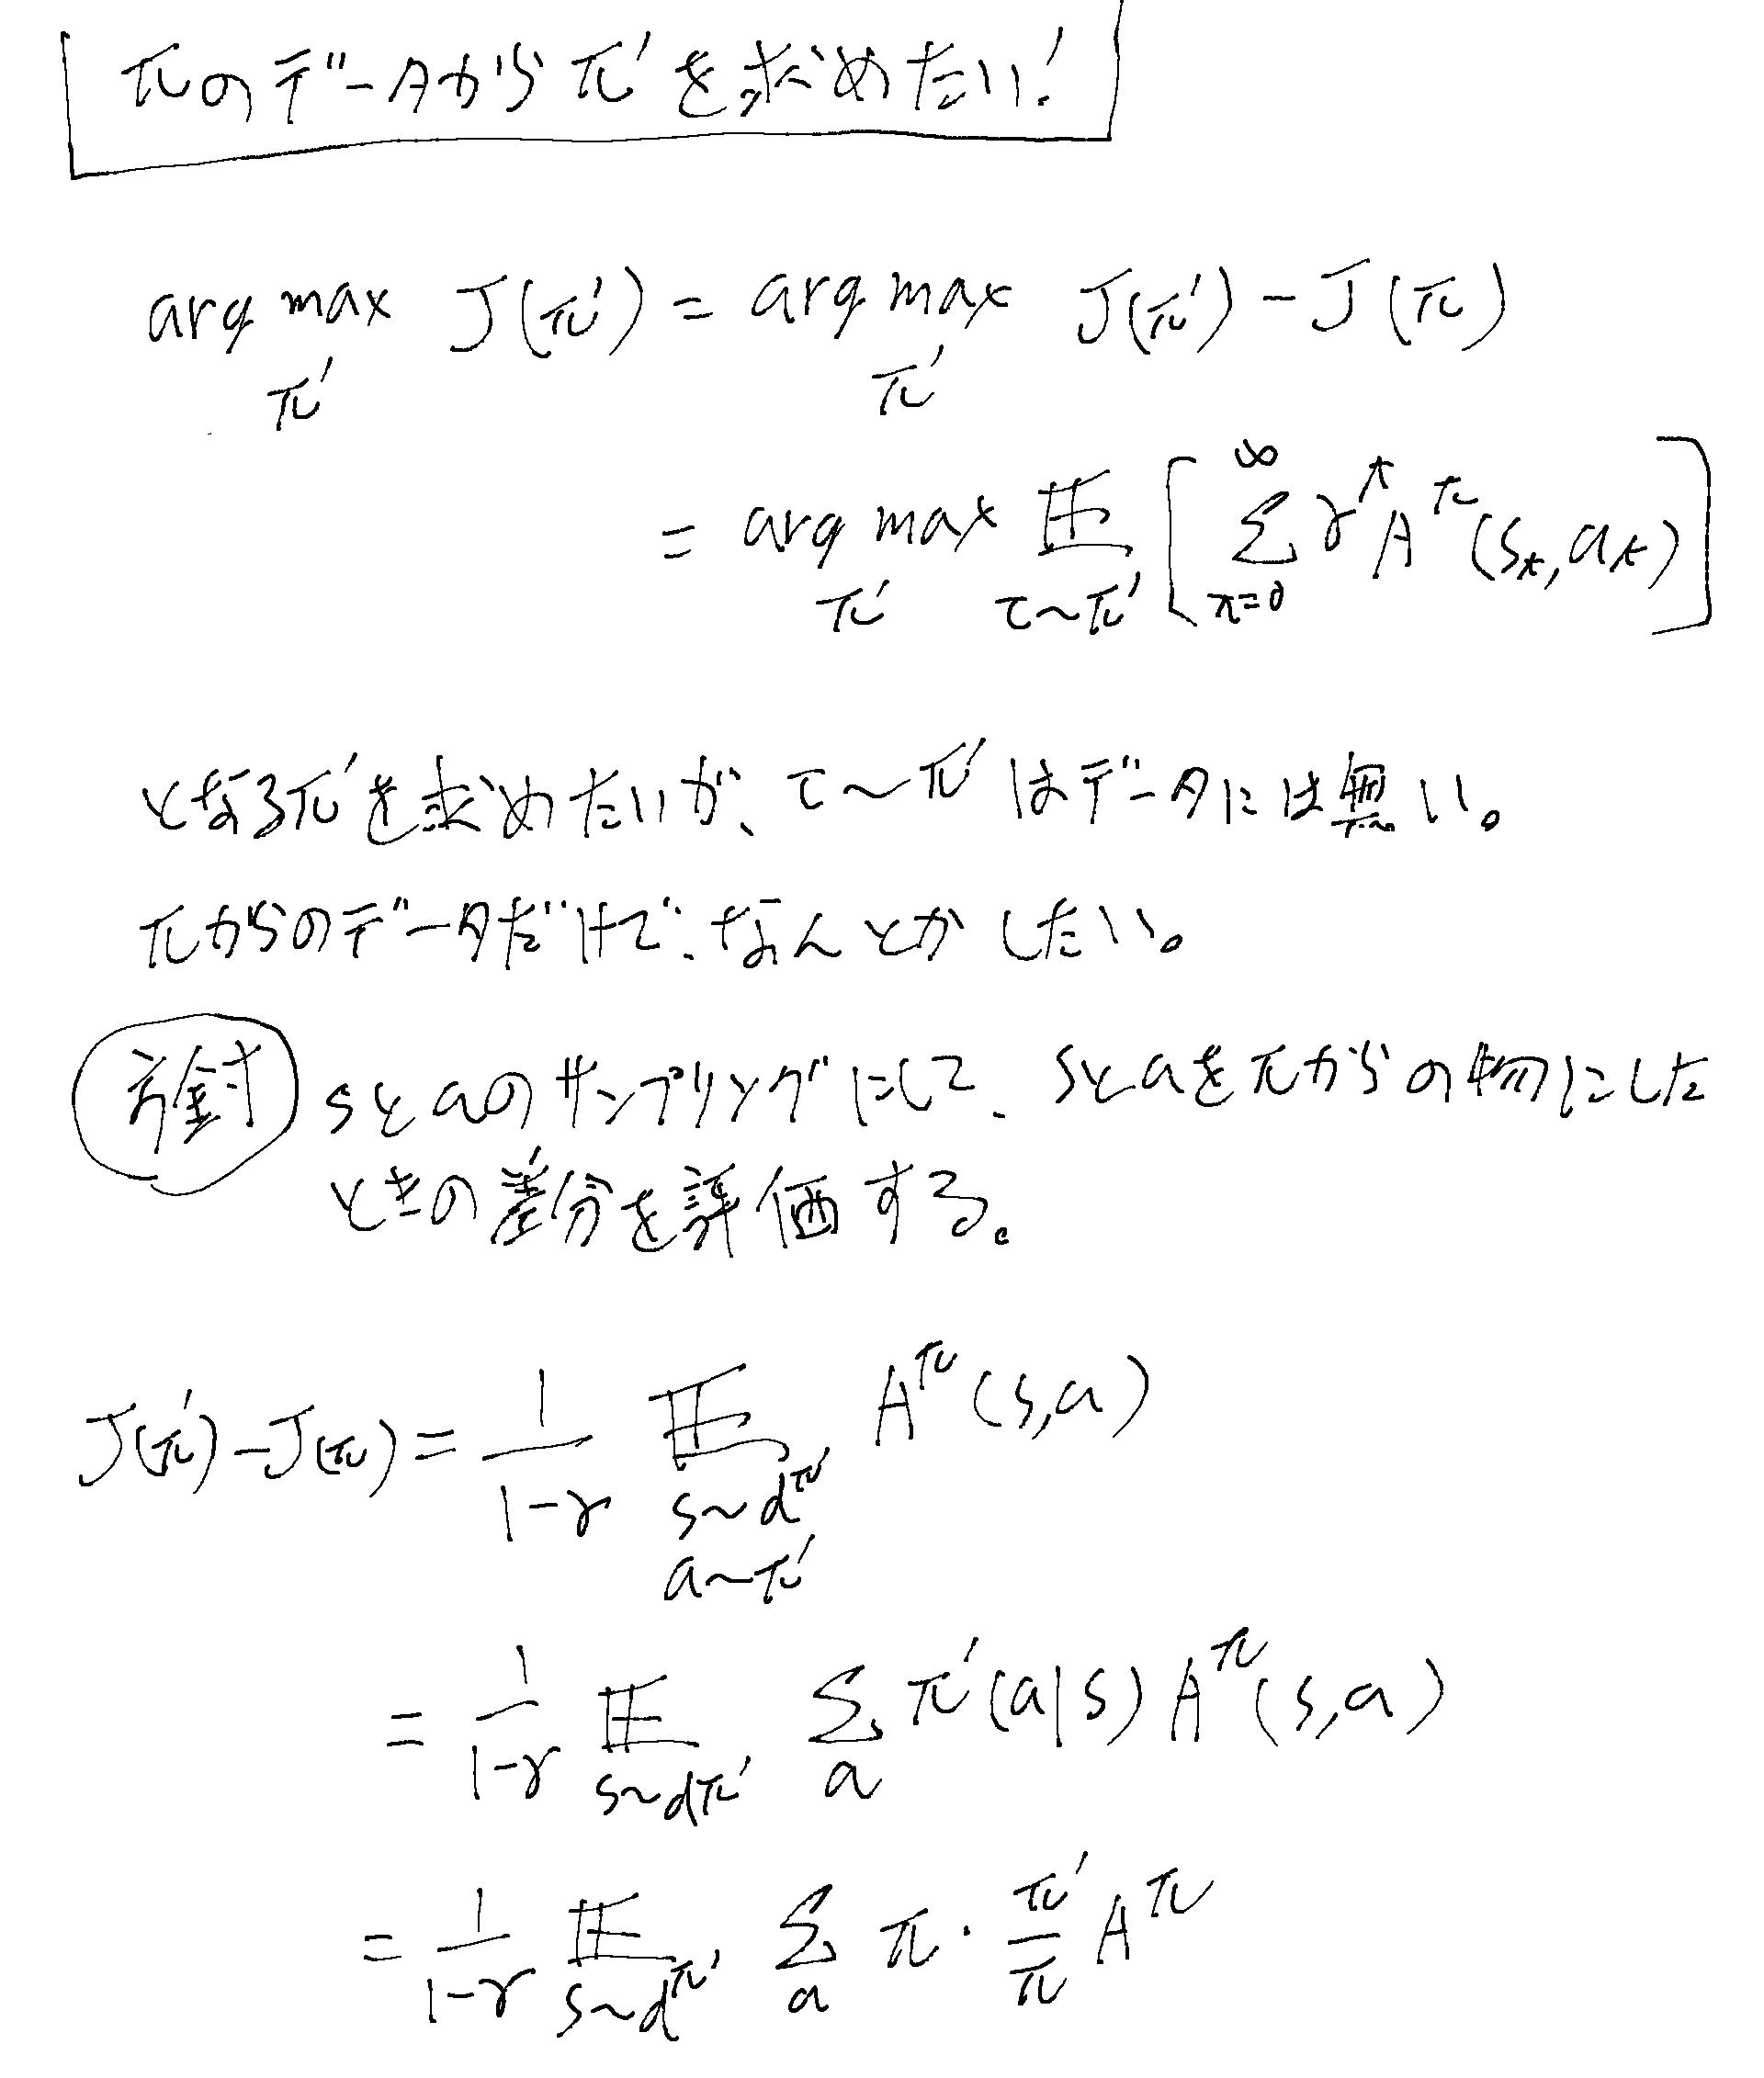 πのデータからπ'を求めたい!
arg max J(π') = arg max J(π') - J(π)
π' π'
= arg max E [ ∞ Σ t=0 γ^t A^π (s_t, a_t) ]
π' τ~π'
となるπ'を求めたいが、τ~π'はデータには無い。
πからのデータだけで、なんとかしたい。
方針 sとaのサンプリングにして、sとaをπからの物にした
ときの差分を評価する。
J(π') - J(π) = 1/(1-γ) E A^π (s,a)
s~d^π'
a~π'
= 1/(1-γ) E Σ π'(a|s) A^π (s,a)
s~d^π' a
= 1/(1-γ) E Σ π · π'/π A^π
s~d^π' a